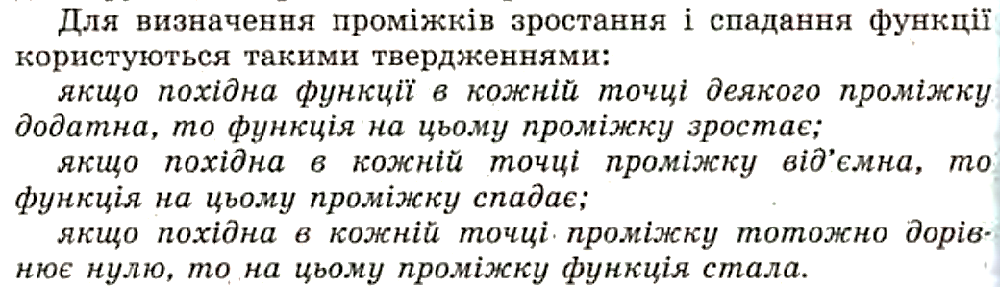 Для визначення проміжків зростання і спадання функції
користуються такими твердженнями:
якщо похідна функції в кожній точці деякого проміжку
додатна, то функція на цьому проміжку зростає;
якщо похідна в кожній точці проміжку від’ємна, то
функція на цьому проміжку спадає;
якщо похідна в кожній точці проміжку тотожно дорів-
нює нулю, то на цьому проміжку функція стала.